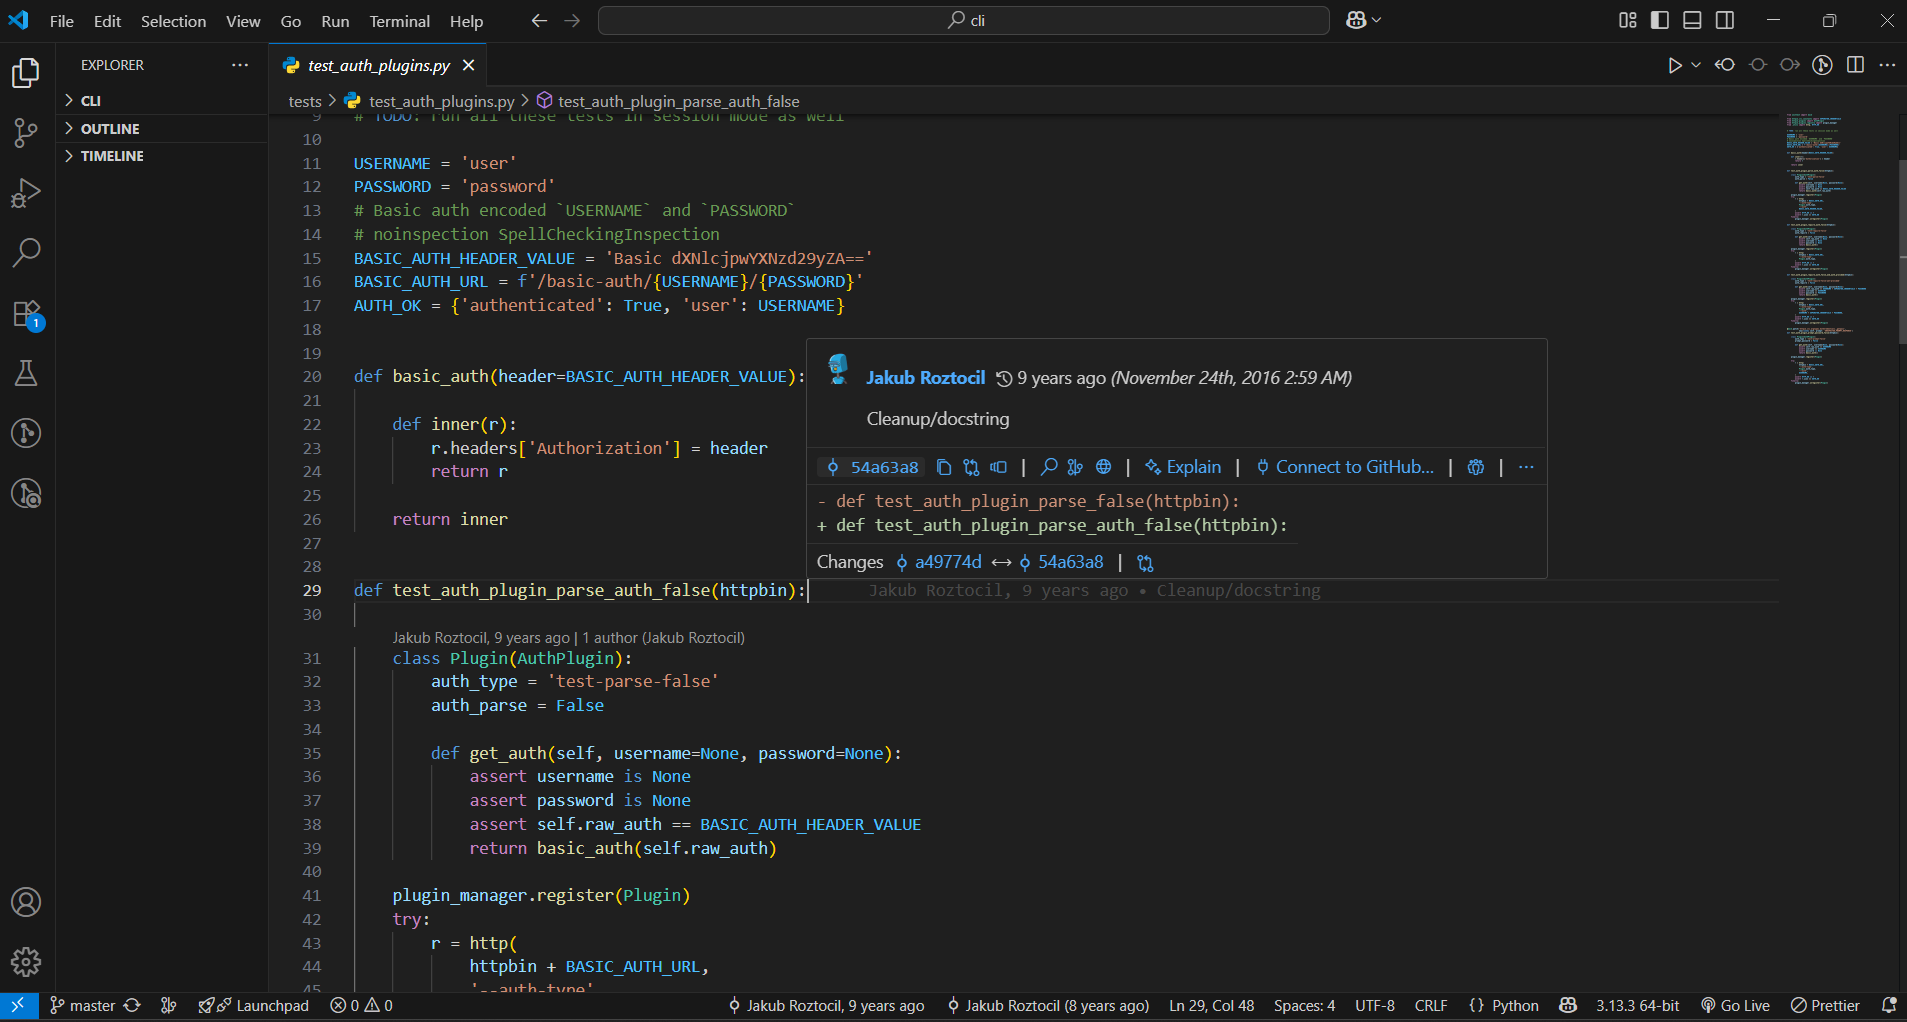 File Edit Selection View Go Run Terminal Help
cli
EXPLORER
CLI
OUTLINE
TIMELINE
1
test_auth_plugins.py
tests > test_auth_plugins.py > test_auth_plugin_parse_auth_false
9 # TODO: run all these tests in session mode as well
10
11 USERNAME = 'user'
12 PASSWORD = 'password'
13 # Basic auth encoded `USERNAME` and `PASSWORD`
14 # noinspection SpellCheckingInspection
15 BASIC_AUTH_HEADER_VALUE = 'Basic dXNlcjpwYXNzd29yZA=='
16 BASIC_AUTH_URL = f'/basic-auth/{USERNAME}/{PASSWORD}'
17 AUTH_OK = {'authenticated': True, 'user': USERNAME}
18
19
20 def basic_auth(header=BASIC_AUTH_HEADER_VALUE):
21
22 def inner(r):
23 r.headers['Authorization'] = header
24 return r
25
26 return inner
27
28
29 def test_auth_plugin_parse_auth_false(httpbin): Jakub Roztocil, 9 years ago • Cleanup/docstring
30
Jakub Roztocil, 9 years ago | 1 author (Jakub Roztocil)
31 class Plugin(AuthPlugin):
32 auth_type = 'test-parse-false'
33 auth_parse = False
34
35 def get_auth(self, username=None, password=None):
36 assert username is None
37 assert password is None
38 assert self.raw_auth == BASIC_AUTH_HEADER_VALUE
39 return basic_auth(self.raw_auth)
40
41 plugin_manager.register(Plugin)
42 try:
43 r = http(
44 httpbin + BASIC_AUTH_URL,
45 '--auth-type'
Jakub Roztocil 9 years ago (November 24th, 2016 2:59 AM)
Cleanup/docstring
54a63a8 | | Explain | Connect to GitHub... | | ...
- def test_auth_plugin_parse_false(httpbin):
+ def test_auth_plugin_parse_auth_false(httpbin):
Changes a49774d ↔ 54a63a8 |
master Launchpad 0 0 Jakub Roztocil, 9 years ago Jakub Roztocil (8 years ago) Ln 29, Col 48 Spaces: 4 UTF-8 CRLF {} Python 3.13.3 64-bit Go Live Prettier